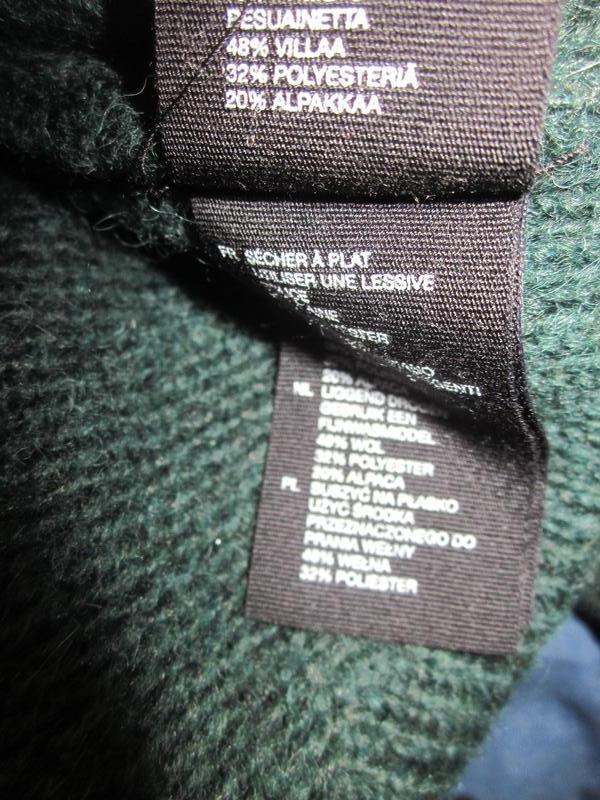 PESUAINETTA
48% VILLAA
32% POLYESTERIÄ
20% ALPAKKAA
FR SÉCHER À PLAT
UTILISER UNE LESSIVE
20%
NL LIGGEND DROGEN
GEBRUIK EEN
FIJNWASMIDDEL
48% WOL
32% POLYESTER
20% ALPACA
PL SUSZYĆ NA PŁASKO
UŻYĆ ŚRODKA
PRZEZNACZONEGO DO
PRANIA WEŁNY
48% WEŁNA
32% POLIESTER